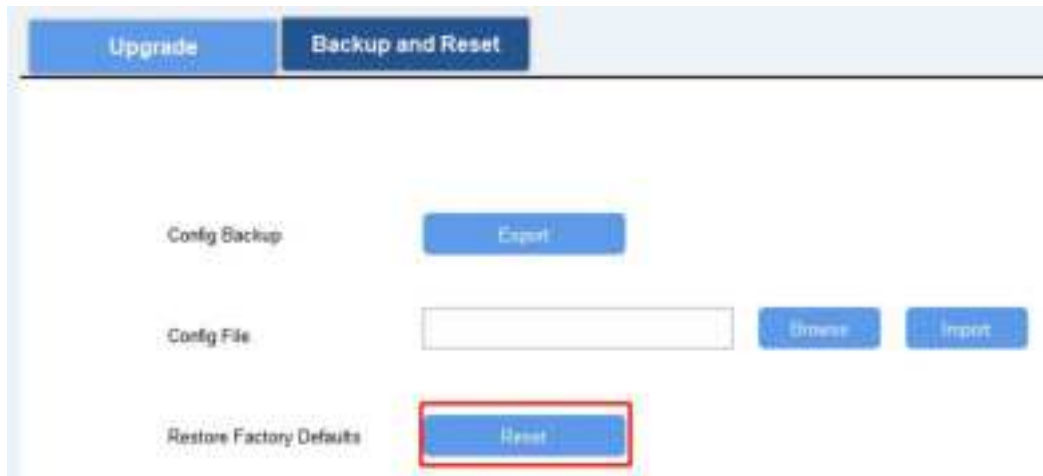 Upgrade Backup and Reset
Config Backup Export
Config File Browse Import
Restore Factory Defaults Reset